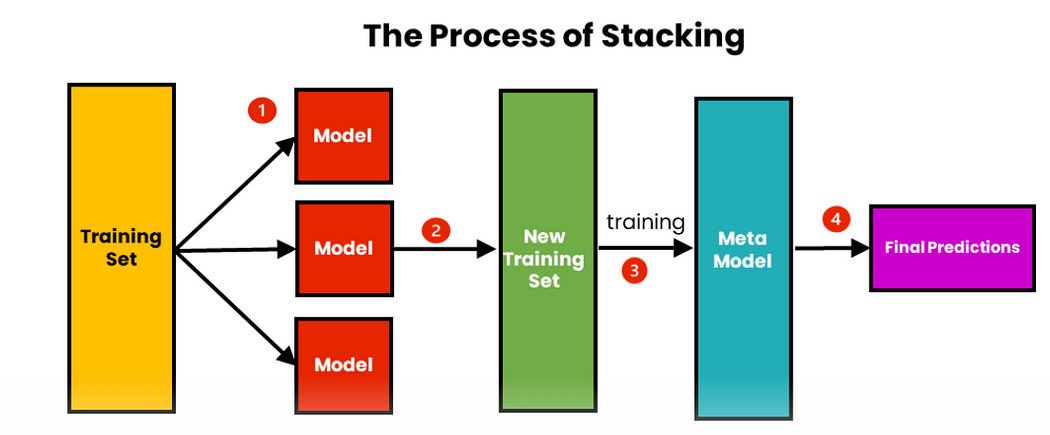 The Process of Stacking
1
Model
Training
Set
Model
2
New
Training
Set
training
3
Meta
Model
4
Final Predictions
Model